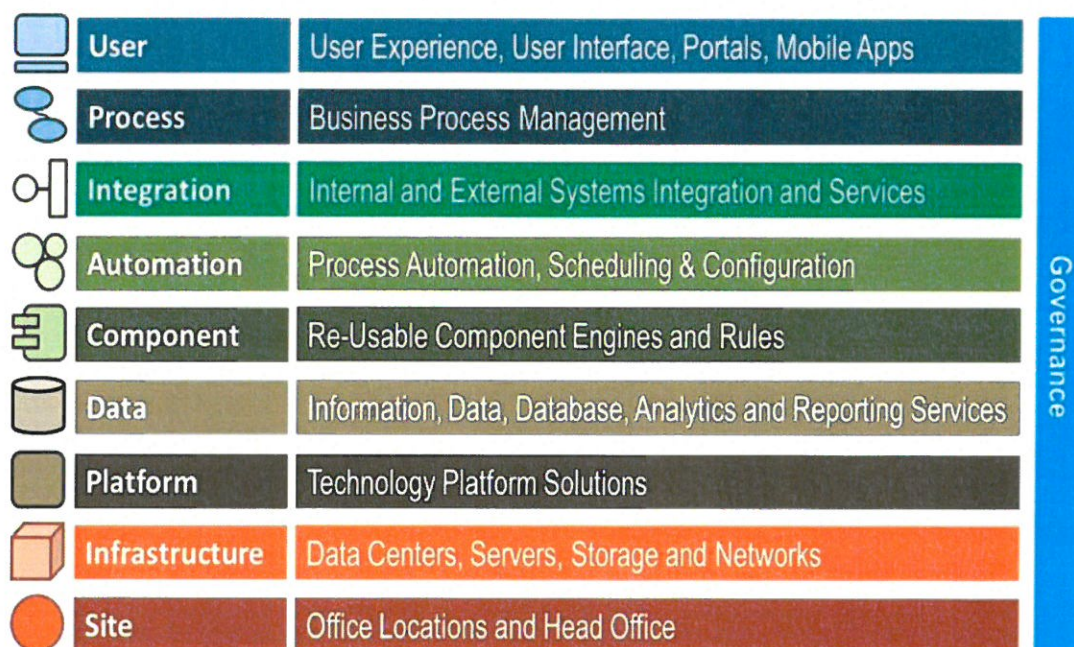 User
User Experience, User Interface, Portals, Mobile Apps
Process
Business Process Management
Integration
Internal and External Systems Integration and Services
Automation
Process Automation, Scheduling & Configuration
Component
Re-Usable Component Engines and Rules
Data
Information, Data, Database, Analytics and Reporting Services
Platform
Technology Platform Solutions
Infrastructure
Data Centers, Servers, Storage and Networks
Site
Office Locations and Head Office
Governance